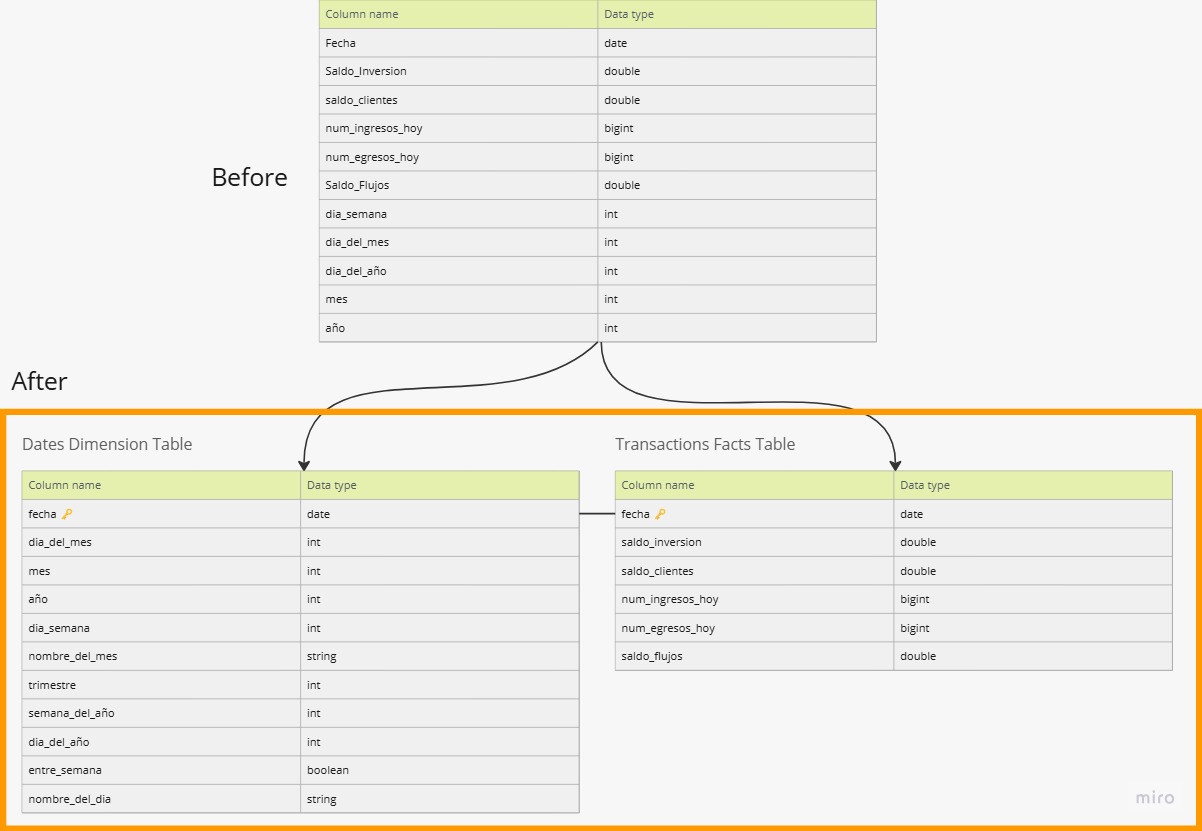 Column name Data type
Fecha date
Saldo_Inversion double
saldo_clientes double
num_ingresos_hoy bigint
num_egresos_hoy bigint
Before
Saldo_Flujos double
dia_semana int
dia_del_mes int
dia_del_año int
mes int
año int
After
Dates Dimension Table
Column name Data type
fecha date
dia_del_mes int
mes int
año int
dia_semana int
nombre_del_mes string
trimestre int
semana_del_año int
dia_del_año int
entre_semana boolean
nombre_del_dia string
Transactions Facts Table
Column name Data type
fecha date
saldo_inversion double
saldo_clientes double
num_ingresos_hoy bigint
num_egresos_hoy bigint
saldo_flujos double
miro